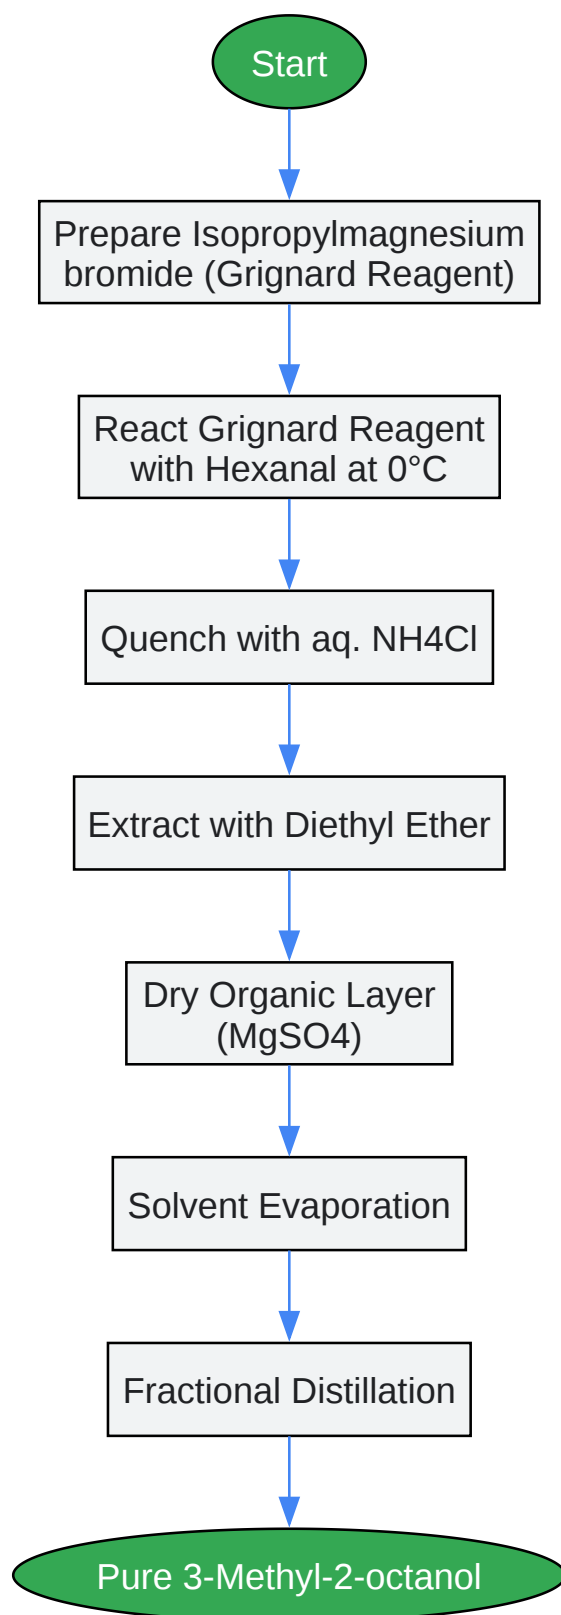 Start
Prepare Isopropylmagnesium
bromide (Grignard Reagent)
React Grignard Reagent
with Hexanal at 0°C
Quench with aq. NH4Cl
Extract with Diethyl Ether
Dry Organic Layer
(MgSO4)
Solvent Evaporation
Fractional Distillation
Pure 3-Methyl-2-octanol